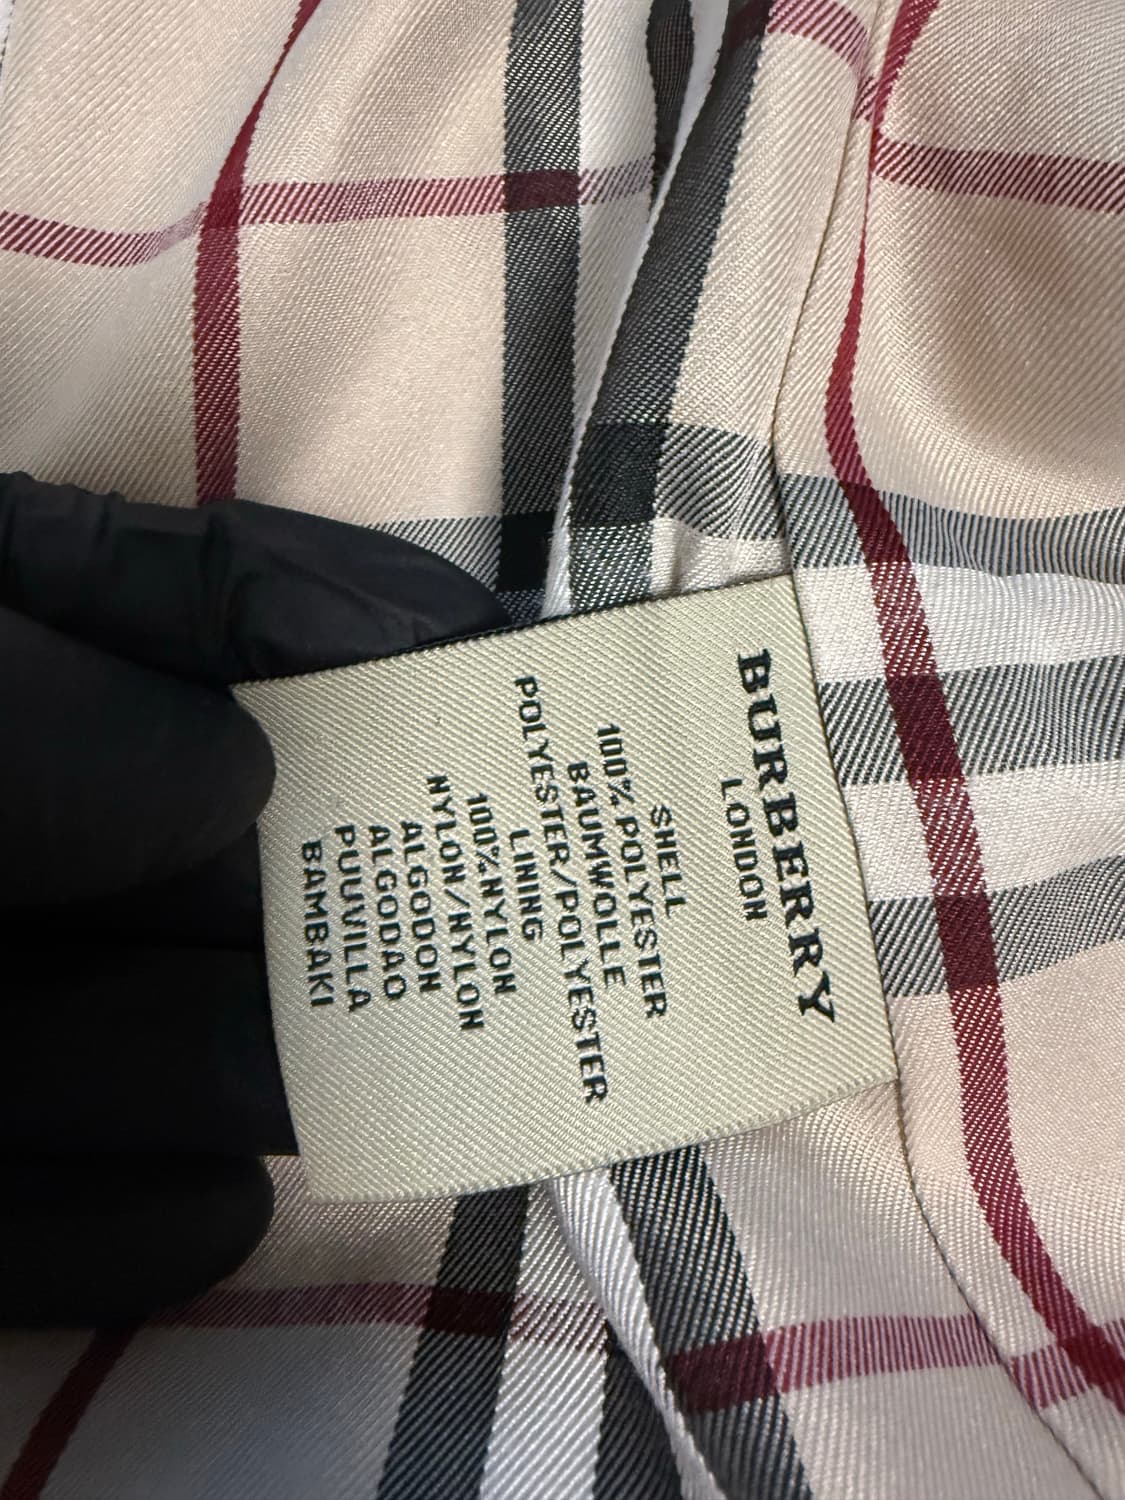 BURBERRY
LONDON
SHELL
100% POLYESTER
BAUMWOLLE
POLYESTER/POLYESTER
LINING
100% NYLON
NYLON/NYLON
ALGODON
ALGODAO
PUUVILLA
BAMBAKI